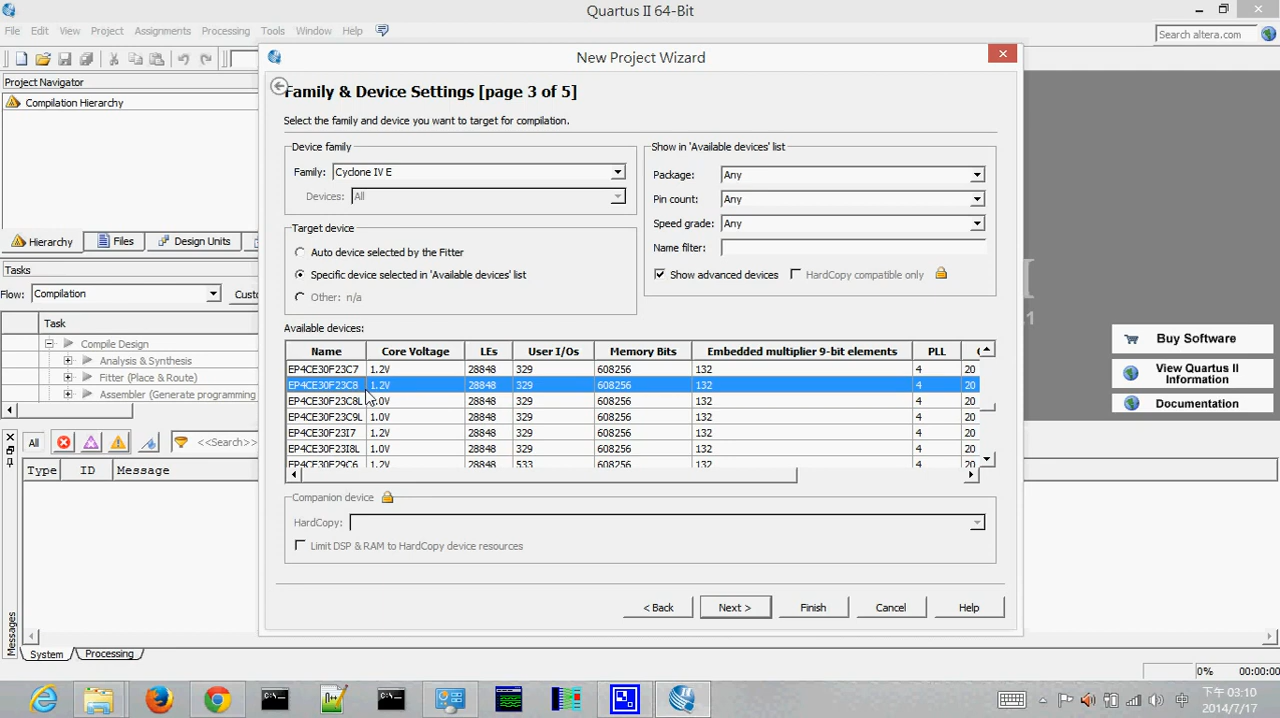 Quartus II 64-Bit
File Edit View Project Assignments Processing Tools Window Help
Search altera.com
Project Navigator
Compilation Hierarchy
Hierarchy Files Design Units
Tasks
Flow: Compilation
Task
Compile Design
Analysis & Synthesis
Fitter (Place & Route)
Assembler (Generate programming
New Project Wizard
Family & Device Settings [page 3 of 5]
Select the family and device you want to target for compilation.
Device family
Family: Cyclone IV E
Devices: All
Target device
Auto device selected by the Fitter
Specific device selected in 'Available devices' list
Other: n/a
Show in 'Available devices' list
Package: Any
Pin count: Any
Speed grade: Any
Name filter:
Show advanced devices HardCopy compatible only
Available devices:
Name Core Voltage LEs User I/Os Memory Bits Embedded multiplier 9-bit elements PLL
EP4CE30F23C7 1.2V 28848 329 608256 132 4 20
EP4CE30F23C8 1.2V 28848 329 608256 132 4 20
EP4CE30F23C8L 1.0V 28848 329 608256 132 4 20
EP4CE30F23C9L 1.0V 28848 329 608256 132 4 20
EP4CE30F23I7 1.2V 28848 329 608256 132 4 20
EP4CE30F23I8L 1.0V 28848 329 608256 132 4 20
EP4CE30F29C6 1.2V 28848 533 608256 132 4 20
Companion device
HardCopy:
Limit DSP & RAM to HardCopy device resources
< Back Next > Finish Cancel Help
Buy Software
View Quartus II
Information
Documentation
All <<Search>>
Type ID Message
Messages
System Processing
0% 00:00:00
下午 03:10
2014/7/17
中